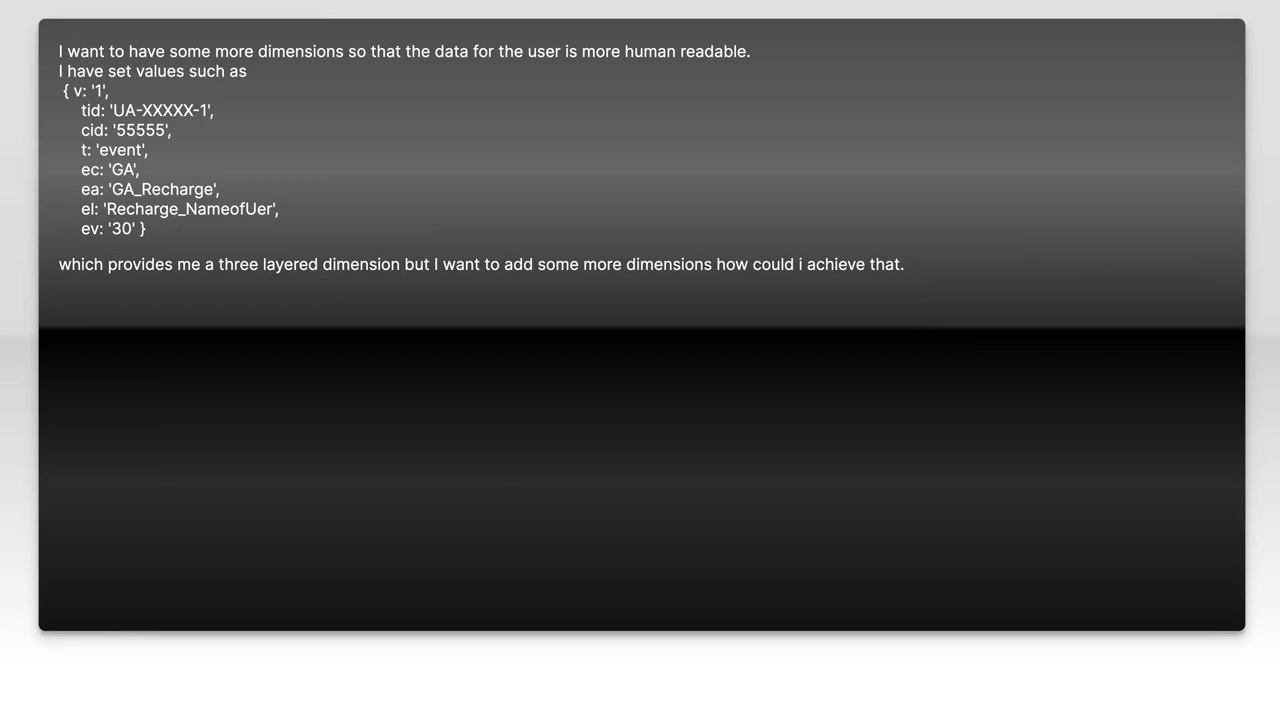 I want to have some more dimensions so that the data for the user is more human readable.
I have set values such as
{ v: '1',
tid: 'UA-XXXXX-1',
cid: '55555',
t: 'event',
ec: 'GA',
ea: 'GA_Recharge',
el: 'Recharge_NameofUer',
ev: '30' }
which provides me a three layered dimension but I want to add some more dimensions how could i achieve that.